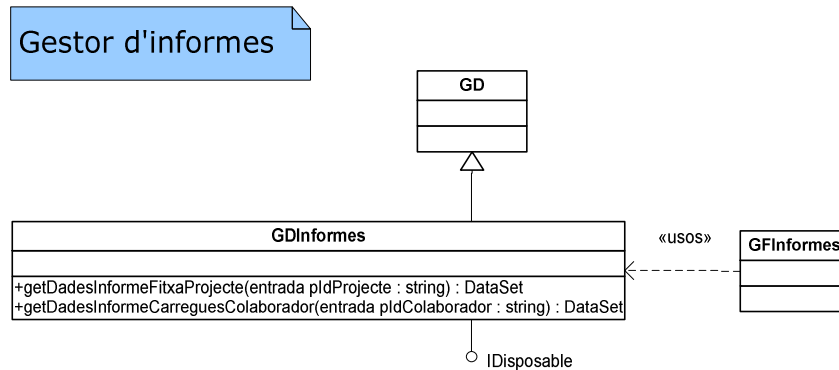 Gestor d'informes
GD
GDInformes
«usos»
GFInformes
+getDadesInformeFitxaProjecte(entrada pIdProjecte : string) : DataSet
+getDadesInformeCarreguesColaborador(entrada pIdColaborador : string) : DataSet
IDisposable